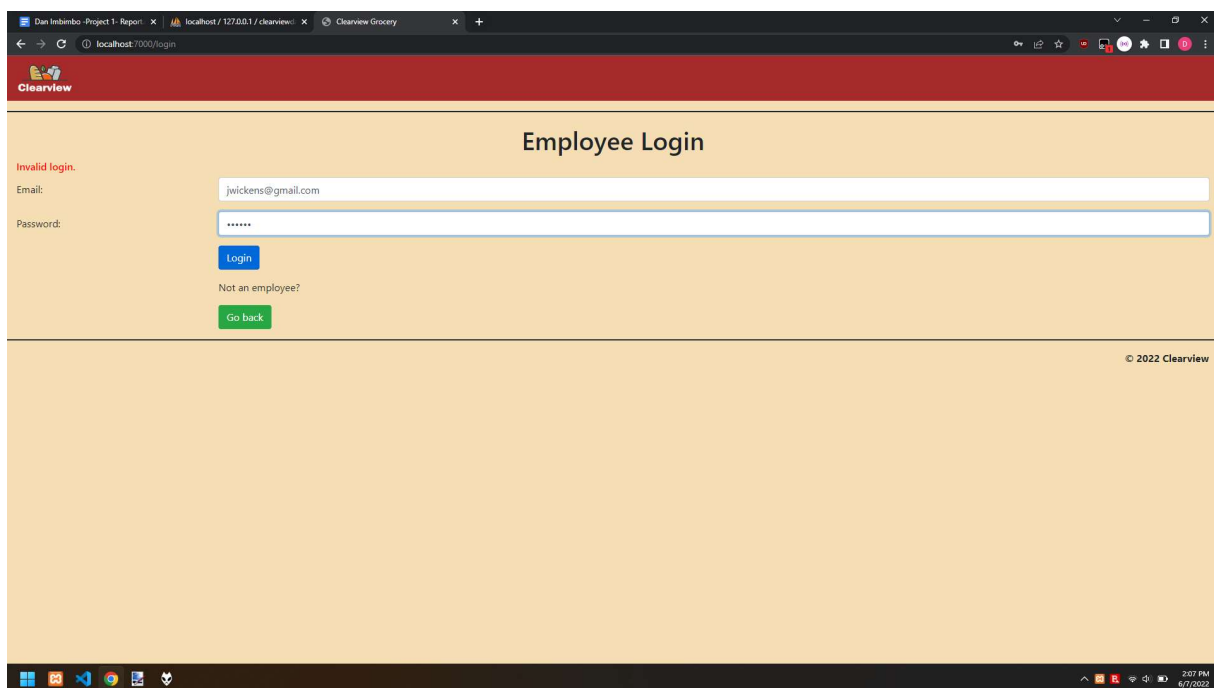 Dan Imbimbo -Project 1- Report.
localhost / 127.0.0.1 / clearviewd
Clearview Grocery
localhost:7000/login
Clearview
Employee Login
Invalid login.
Email:
jwickens@gmail.com
Password:
••••••
Login
Not an employee?
Go back
© 2022 Clearview
2:07 PM
6/7/2022